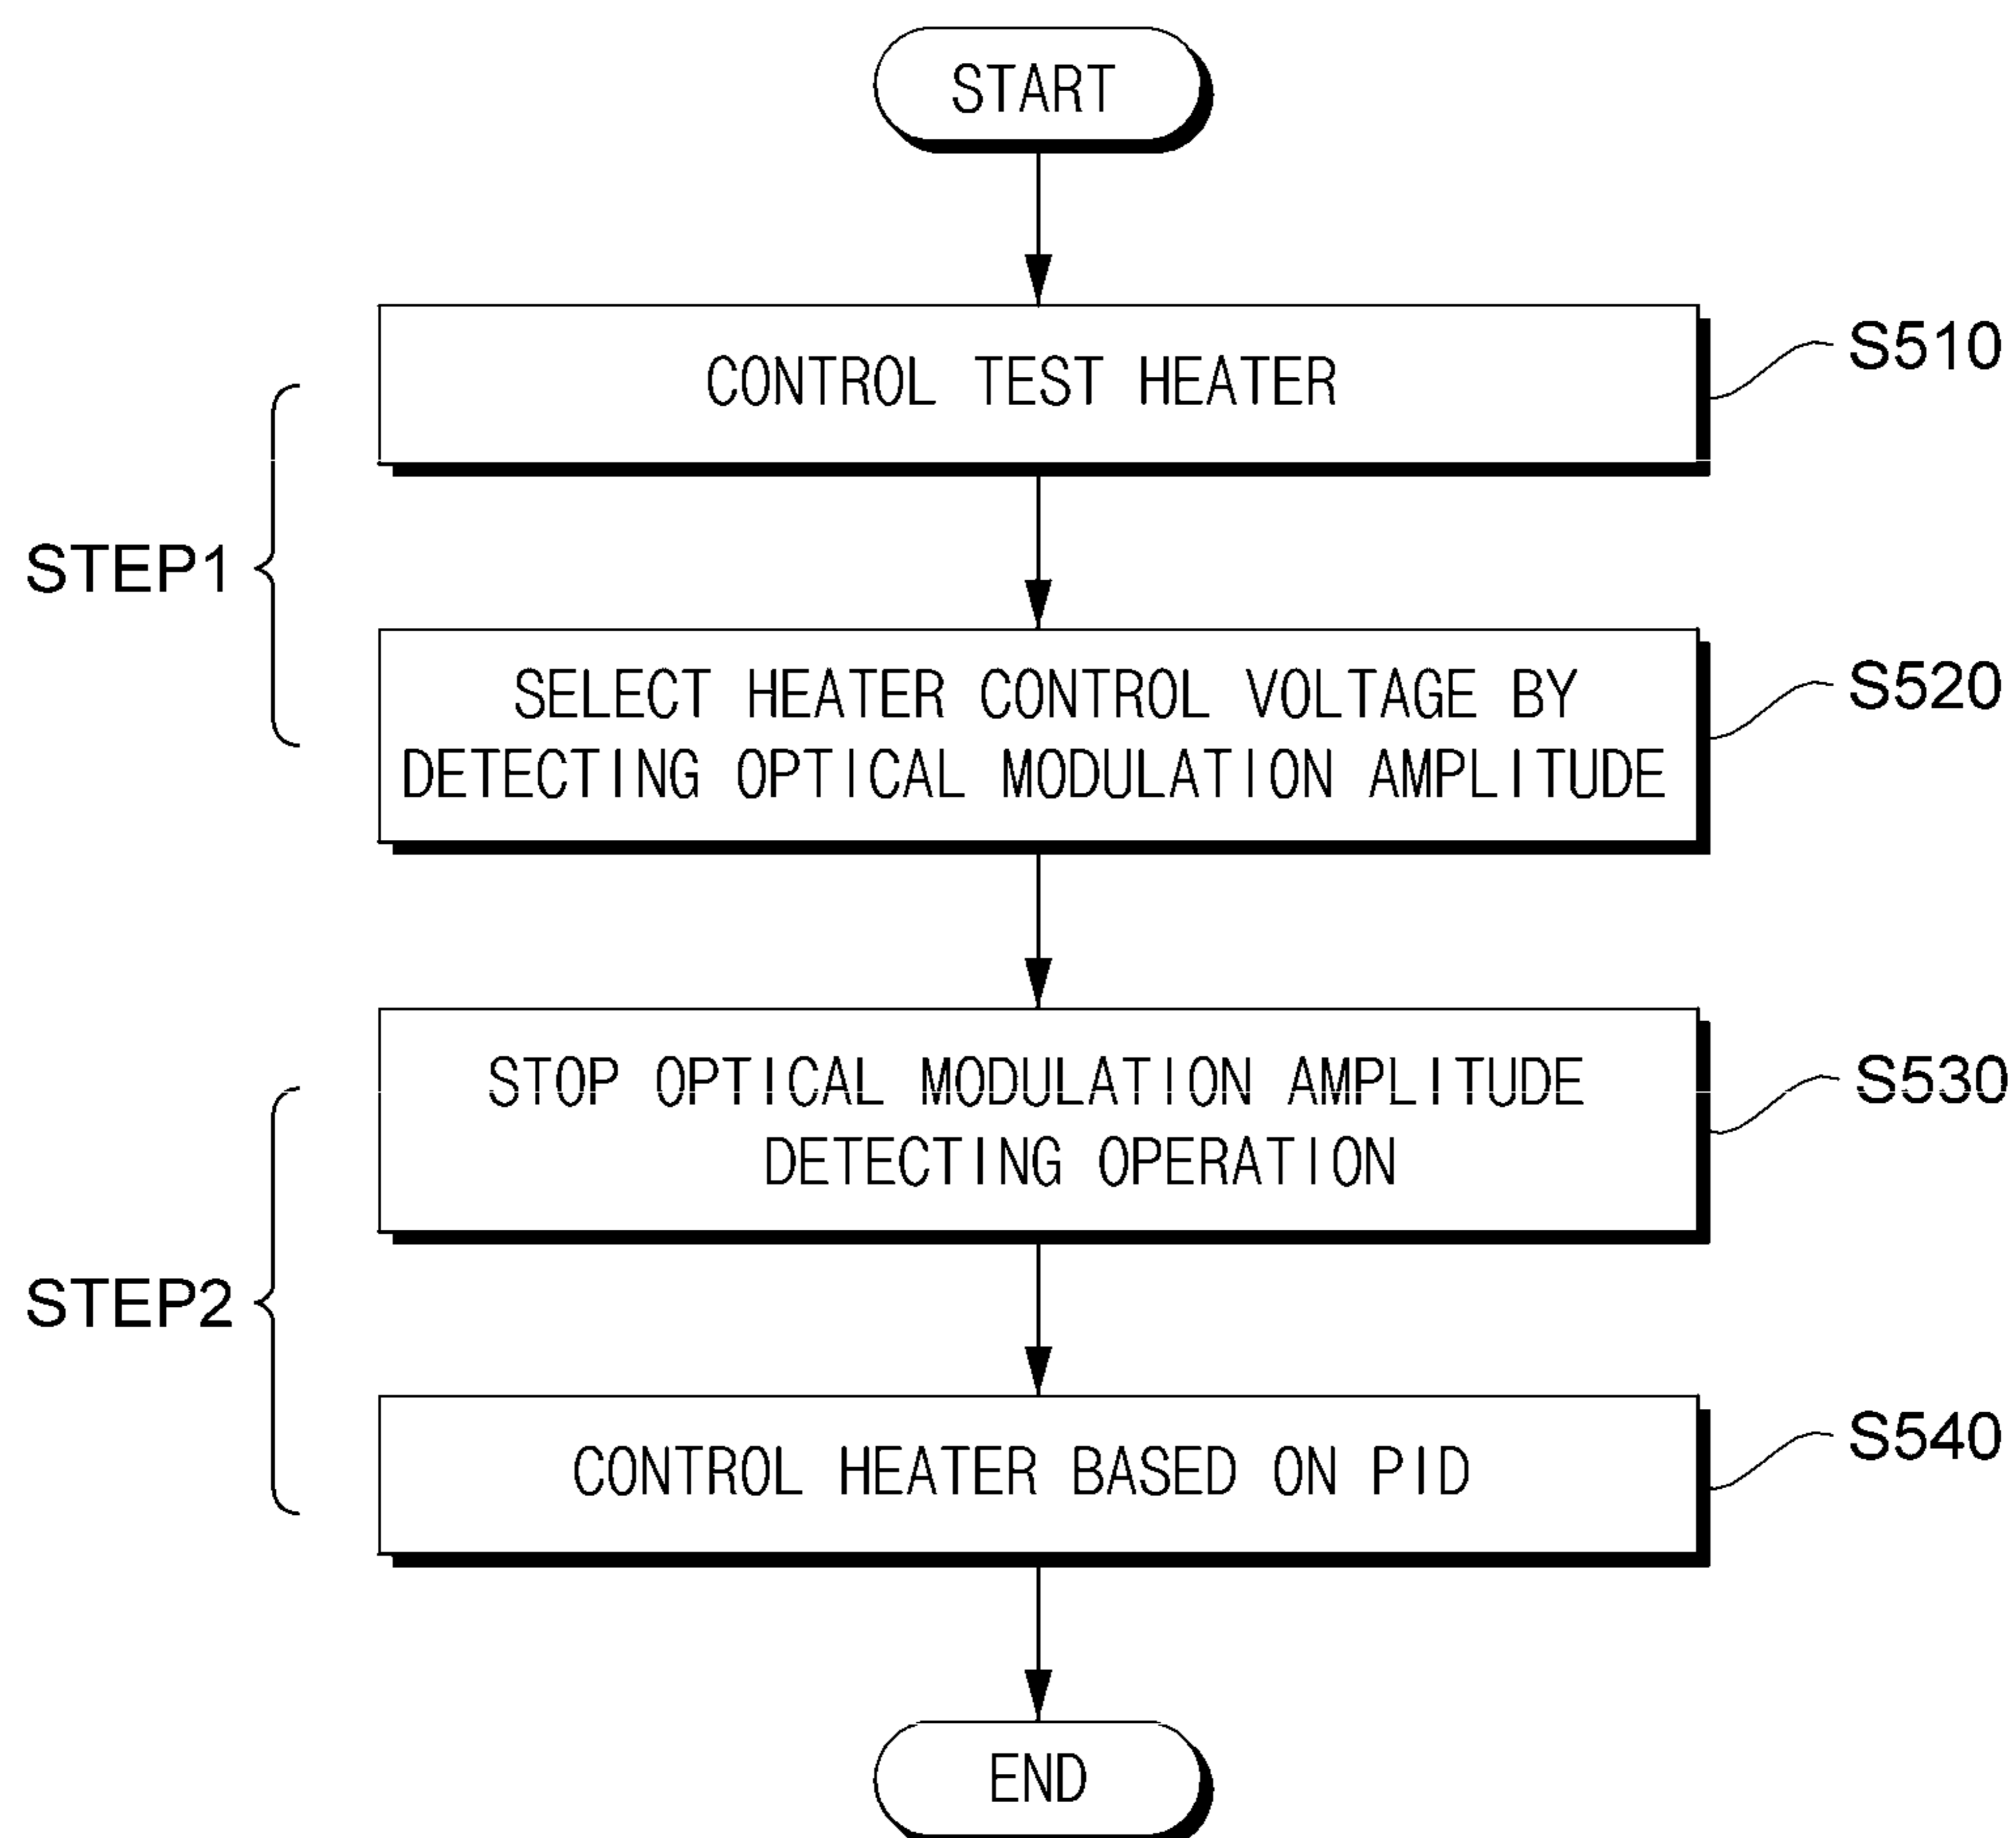 START
CONTROL TEST HEATER
S510
STEP1
SELECT HEATER CONTROL VOLTAGE BY
DETECTING OPTICAL MODULATION AMPLITUDE
S520
STOP OPTICAL MODULATION AMPLITUDE
DETECTING OPERATION
S530
STEP2
CONTROL HEATER BASED ON PID
S540
END